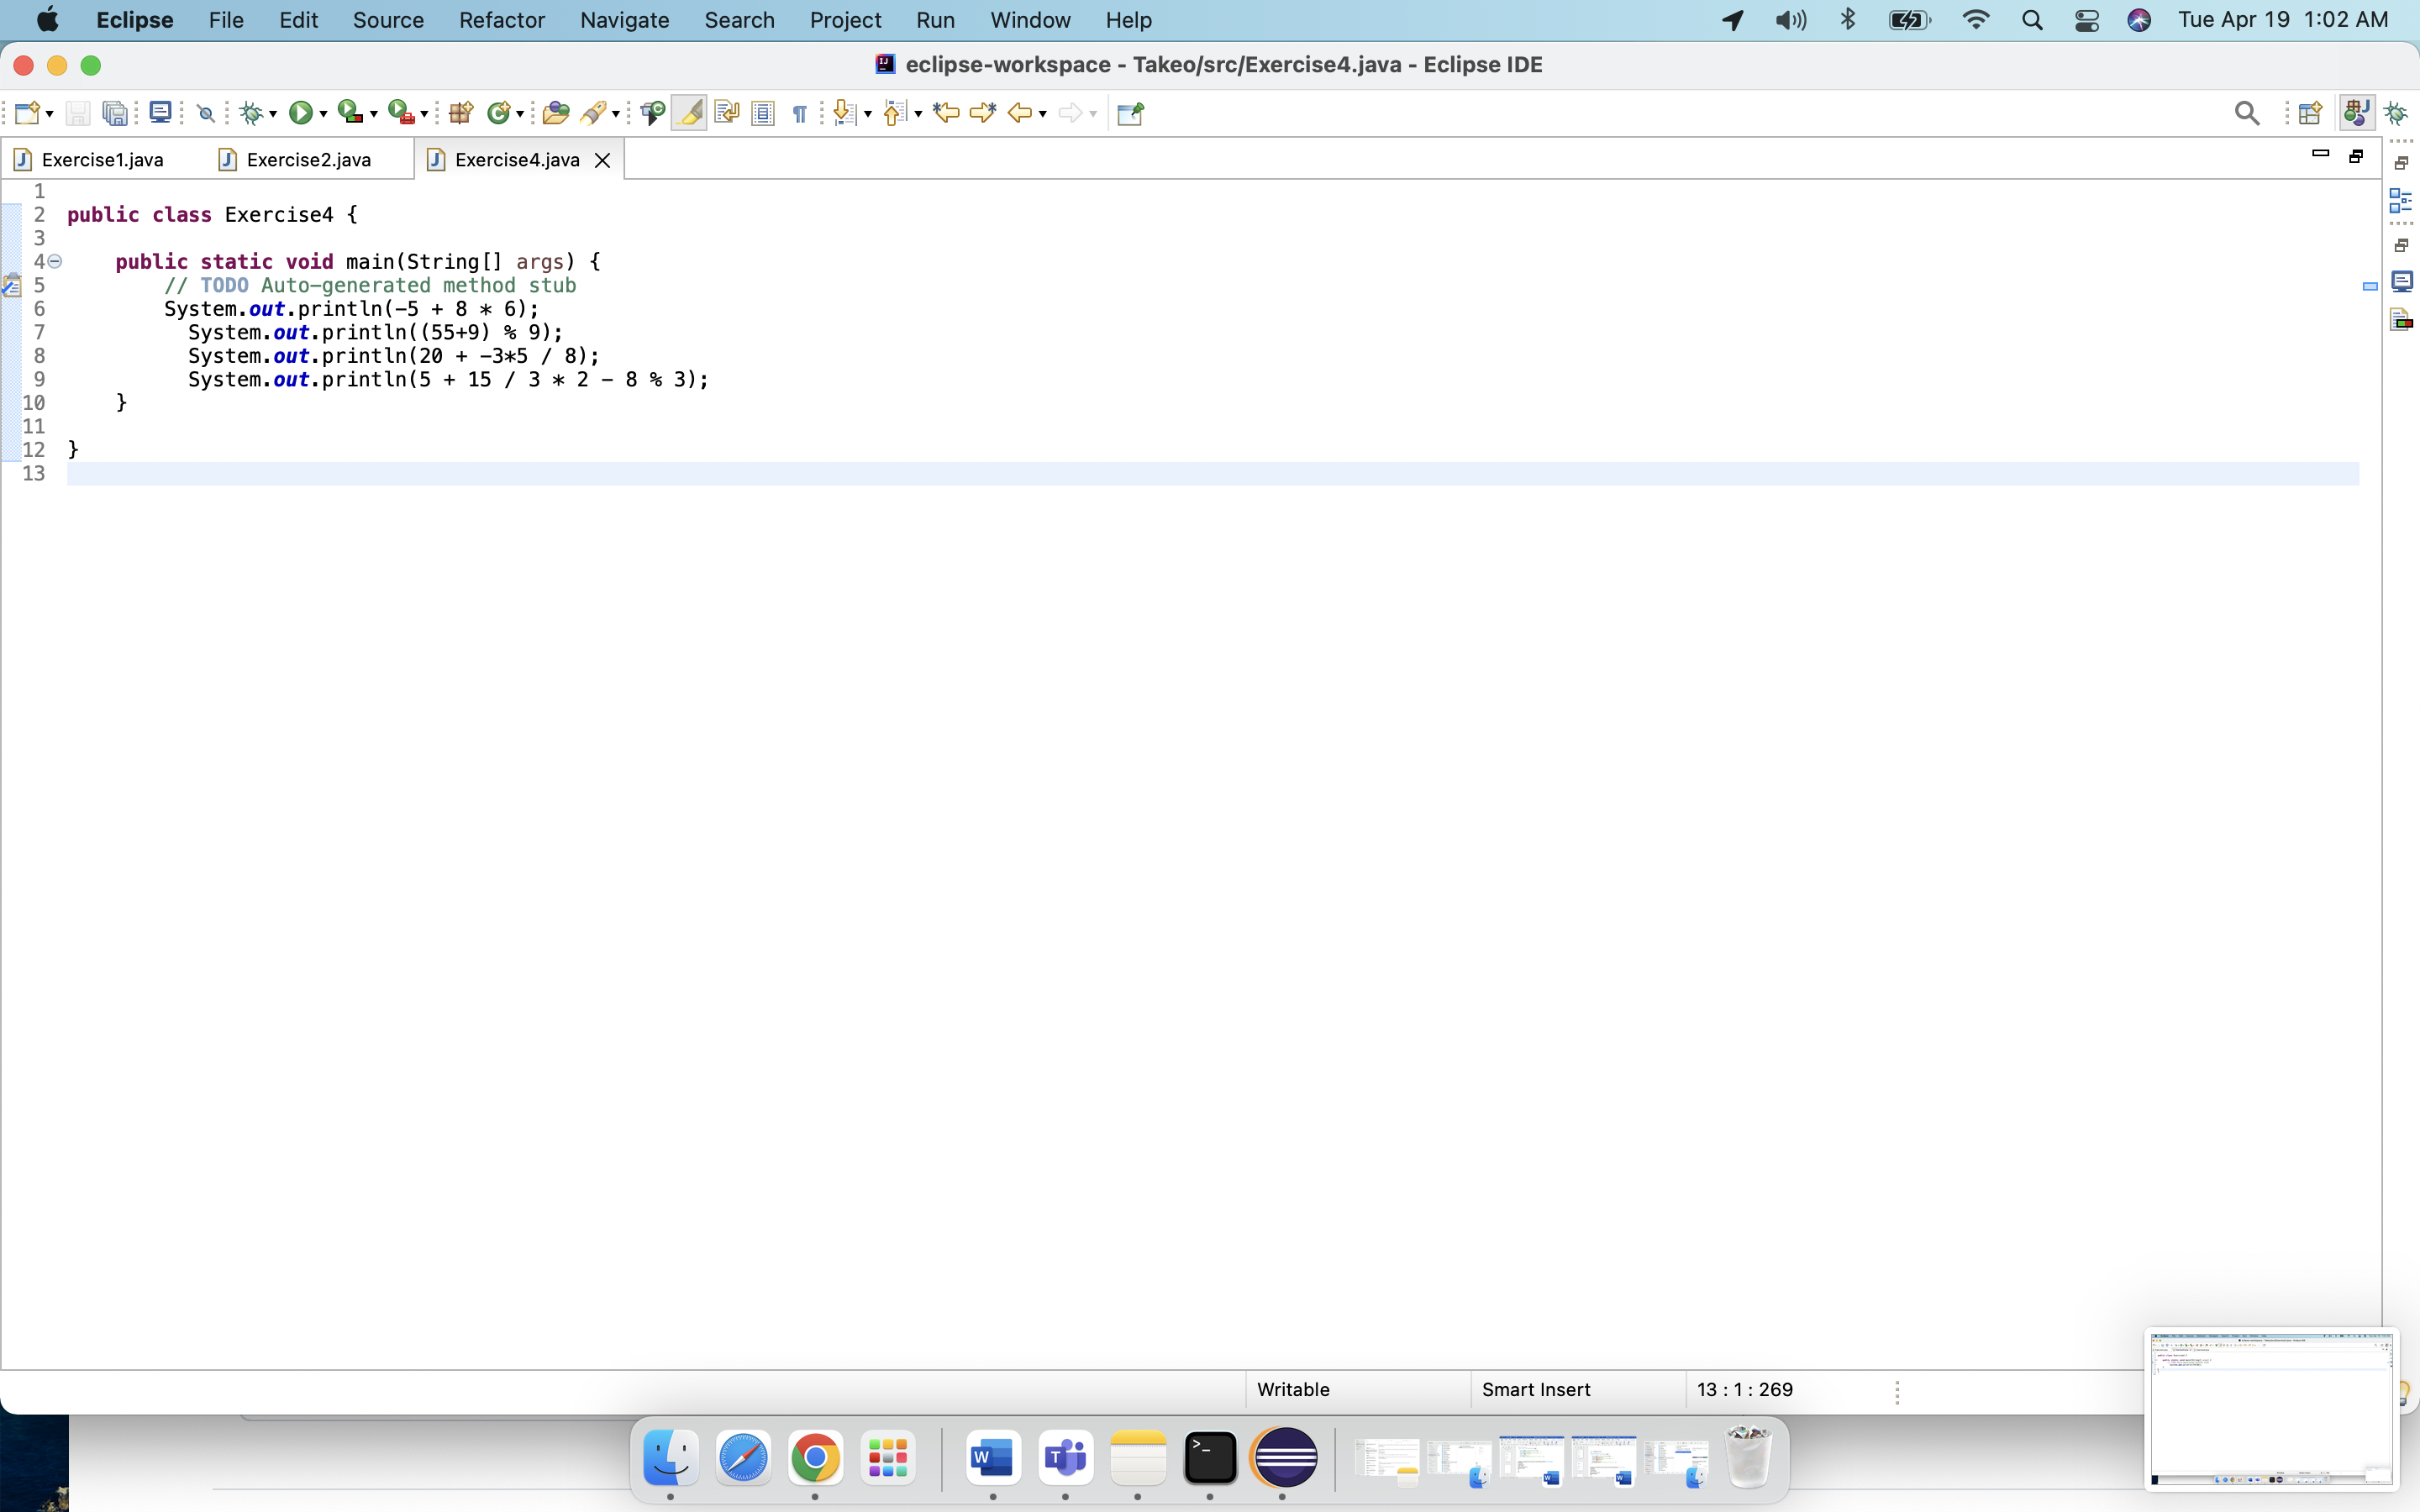 Eclipse File Edit Source Refactor Navigate Search Project Run Window Help Tue Apr 19 1:02 AM
eclipse-workspace - Takeo/src/Exercise4.java - Eclipse IDE
Exercise1.java Exercise2.java Exercise4.java
1
2 public class Exercise4 {
3
4 public static void main(String[] args) {
5 // TODO Auto-generated method stub
6 System.out.println(-5 + 8 * 6);
7 System.out.println((55+9) % 9);
8 System.out.println(20 + -3*5 / 8);
9 System.out.println(5 + 15 / 3 * 2 - 8 % 3);
10 }
11
12 }
13
Writable Smart Insert 13 : 1 : 269